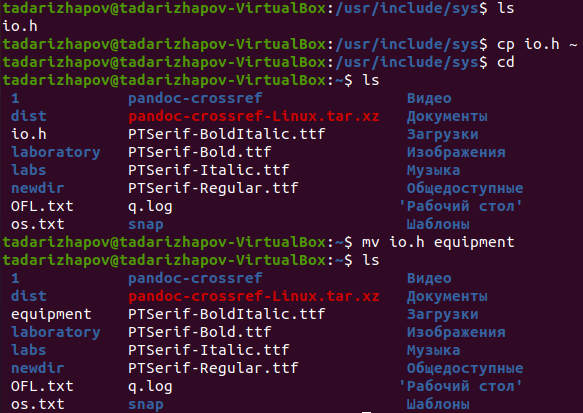 tadarizhapov@tadarizhapov-VirtualBox:/usr/include/sys$ ls
io.h
tadarizhapov@tadarizhapov-VirtualBox:/usr/include/sys$ cp io.h ~
tadarizhapov@tadarizhapov-VirtualBox:/usr/include/sys$ cd
tadarizhapov@tadarizhapov-VirtualBox:~$ ls
1 pandoc-crossref Видео
dist pandoc-crossref-Linux.tar.xz Документы
io.h PTSerif-BoldItalic.ttf Загрузки
laboratory PTSerif-Bold.ttf Изображения
labs PTSerif-Italic.ttf Музыка
newdir PTSerif-Regular.ttf Общедоступные
OFL.txt q.log 'Рабочий стол'
os.txt snap Шаблоны
tadarizhapov@tadarizhapov-VirtualBox:~$ mv io.h equipment
tadarizhapov@tadarizhapov-VirtualBox:~$ ls
1 pandoc-crossref Видео
dist pandoc-crossref-Linux.tar.xz Документы
equipment PTSerif-BoldItalic.ttf Загрузки
laboratory PTSerif-Bold.ttf Изображения
labs PTSerif-Italic.ttf Музыка
newdir PTSerif-Regular.ttf Общедоступные
OFL.txt q.log 'Рабочий стол'
os.txt snap Шаблоны